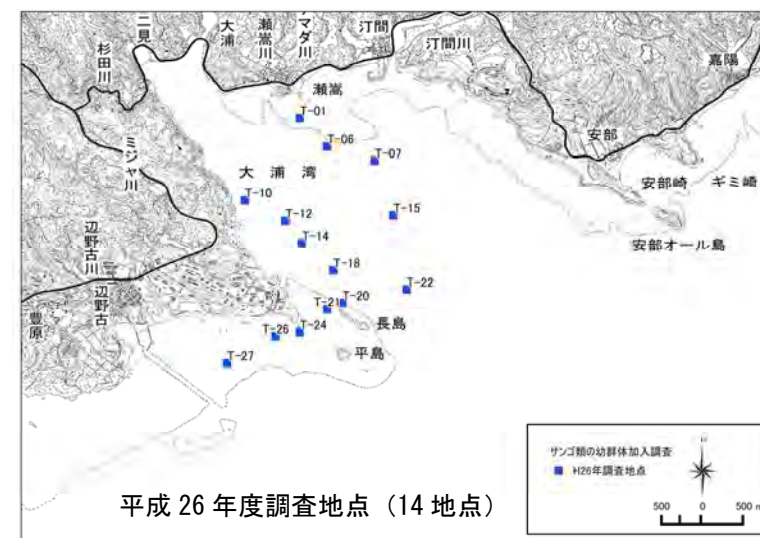 二見
杉田川
大浦
瀬嵩川
マダ川
汀間
汀間川
嘉陽
瀬嵩
T-01
T-06
T-07
安部
ミジャ川
大浦湾
安部崎
ギミ崎
T-10
T-12
T-15
T-14
安部オール島
辺野古川
T-18
T-22
辺野古
T-20
T-21
豊原
長島
T-24
T-26
平島
T-27
サンゴ類の幼群体加入調査
H26年調査地点
500 0 500 m
平成 26 年度調査地点（14 地点）